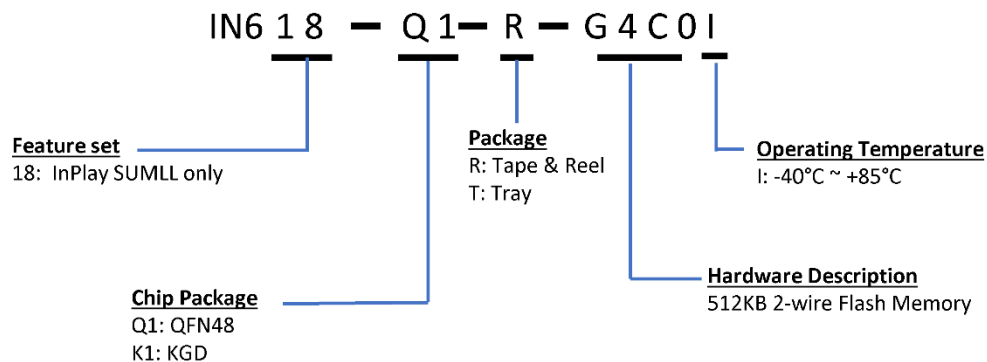 IN618 - Q1 - R - G4C0I
Feature set
18: InPlay SUMLL only
Package
R: Tape & Reel
T: Tray
Operating Temperature
I: -40°C ~ +85°C
Chip Package
Q1: QFN48
K1: KGD
Hardware Description
512KB 2-wire Flash Memory